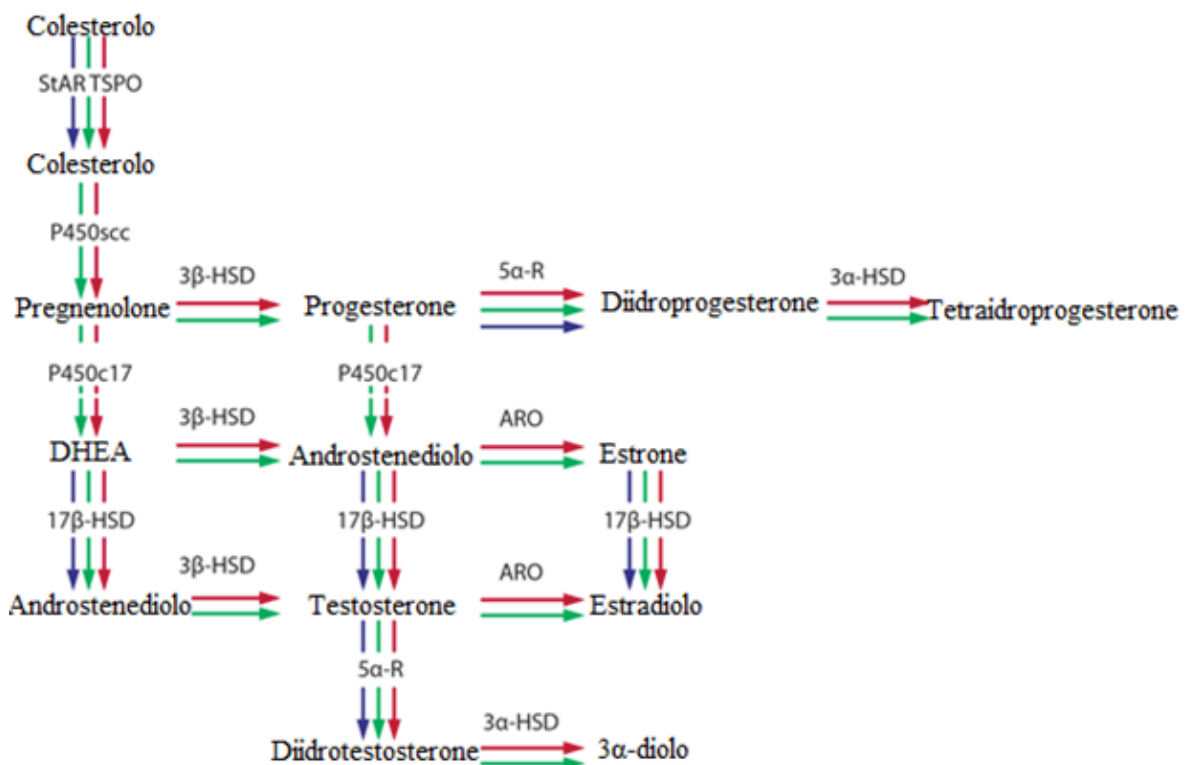 Colesterolo
StAR TSPO
Colesterolo
P450scc
3β-HSD
5α-R
3α-HSD
Pregnenolone
Progesterone
Diidroprogesterone
Tetraidroprogesterone
P450c17
P450c17
3β-HSD
ARO
DHEA
Androstenediolo
Estrone
17β-HSD
17β-HSD
17β-HSD
3β-HSD
ARO
Androstenediolo
Testosterone
Estradiolo
5α-R
3α-HSD
Diidrotestosterone
3α-diolo